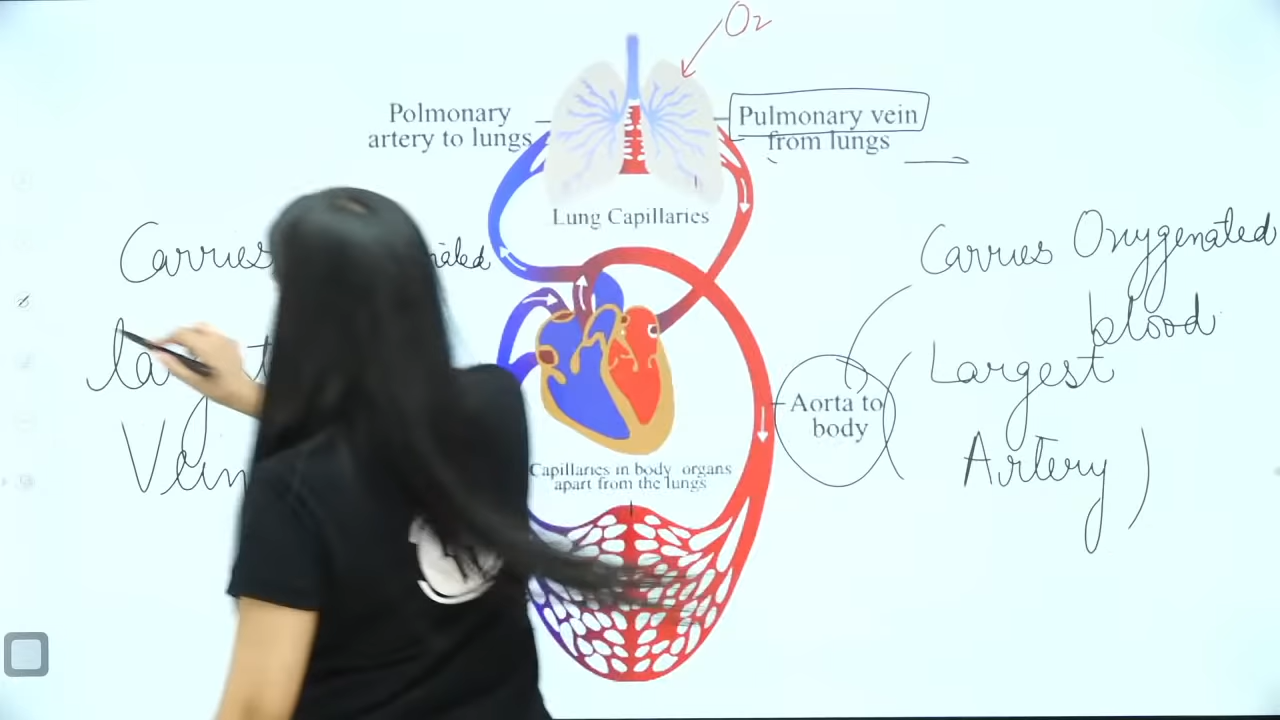 O2
Polmonary
artery to lungs
Pulmonary vein
from lungs
Lung Capillaries
Carries
Carries Oxygenated
blood
Largest
Artery)
Vein
Aorta to
body
Capillaries in body organs
apart from the lungs